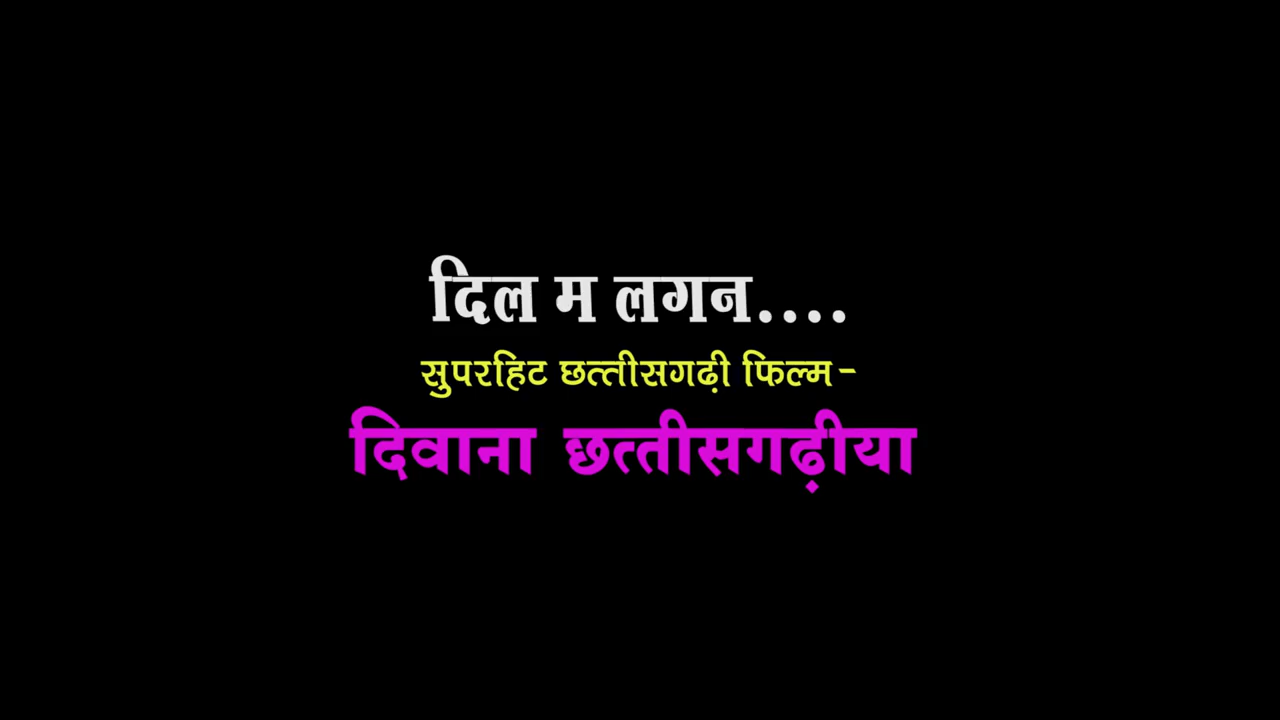 दिल म लगन....
सुपरहिट छत्तीसगढ़ी फिल्म-
दिवाना छत्तीसगढ़ीया